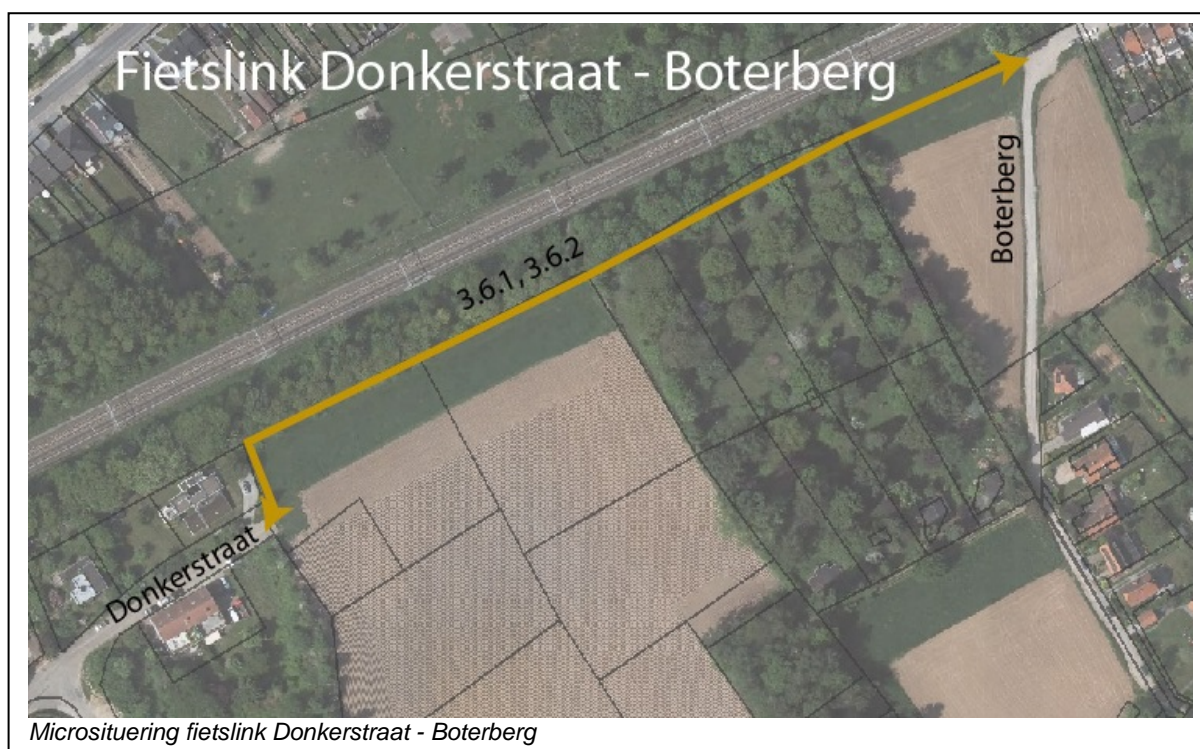 Fietslink Donkerstraat - Boterberg
Boterberg
3.6.1, 3.6.2
Donkerstraat
Microsituering fietslink Donkerstraat - Boterberg